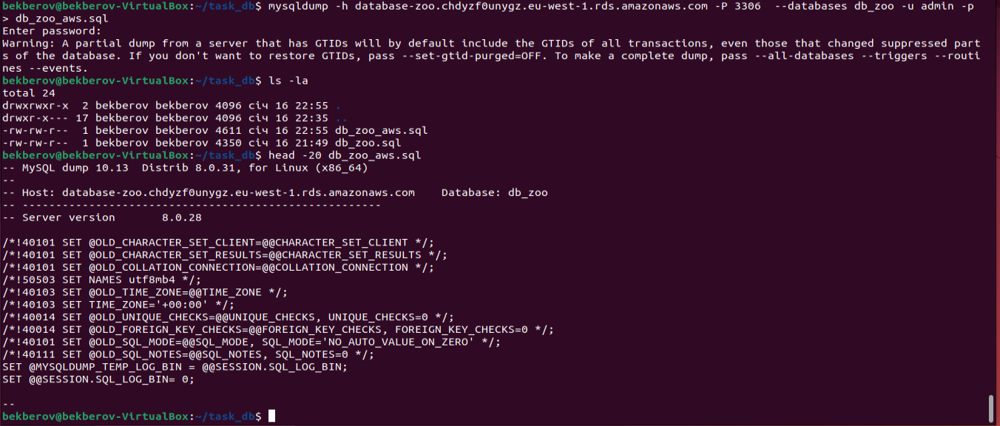 bekberov@bekberov-VirtualBox:~/task_db$ mysqldump -h database-zoo.chdyzf0unygz.eu-west-1.rds.amazonaws.com -P 3306  --databases db_zoo -u admin -p
> db_zoo_aws.sql
Enter password:
Warning: A partial dump from a server that has GTIDs will by default include the GTIDs of all transactions, even those that changed suppressed part
s of the database. If you don't want to restore GTIDs, pass --set-gtid-purged=OFF. To make a complete dump, pass --all-databases --triggers --routi
nes --events.
bekberov@bekberov-VirtualBox:~/task_db$ ls -la
total 24
drwxrwxr-x  2 bekberov bekberov 4096 січ 16 22:55 .
drwxr-x--- 17 bekberov bekberov 4096 січ 16 22:35 ..
-rw-rw-r--  1 bekberov bekberov 4611 січ 16 22:55 db_zoo_aws.sql
-rw-rw-r--  1 bekberov bekberov 4350 січ 16 21:49 db_zoo.sql
bekberov@bekberov-VirtualBox:~/task_db$ head -20 db_zoo_aws.sql
-- MySQL dump 10.13  Distrib 8.0.31, for Linux (x86_64)
--
-- Host: database-zoo.chdyzf0unygz.eu-west-1.rds.amazonaws.com    Database: db_zoo
-- ------------------------------------------------------
-- Server version       8.0.28

/*!40101 SET @OLD_CHARACTER_SET_CLIENT=@@CHARACTER_SET_CLIENT */;
/*!40101 SET @OLD_CHARACTER_SET_RESULTS=@@CHARACTER_SET_RESULTS */;
/*!40101 SET @OLD_COLLATION_CONNECTION=@@COLLATION_CONNECTION */;
/*!50503 SET NAMES utf8mb4 */;
/*!40103 SET @OLD_TIME_ZONE=@@TIME_ZONE */;
/*!40103 SET TIME_ZONE='+00:00' */;
/*!40014 SET @OLD_UNIQUE_CHECKS=@@UNIQUE_CHECKS, UNIQUE_CHECKS=0 */;
/*!40014 SET @OLD_FOREIGN_KEY_CHECKS=@@FOREIGN_KEY_CHECKS, FOREIGN_KEY_CHECKS=0 */;
/*!40101 SET @OLD_SQL_MODE=@@SQL_MODE, SQL_MODE='NO_AUTO_VALUE_ON_ZERO' */;
/*!40111 SET @OLD_SQL_NOTES=@@SQL_NOTES, SQL_NOTES=0 */;
SET @MYSQLDUMP_TEMP_LOG_BIN = @@SESSION.SQL_LOG_BIN;
SET @@SESSION.SQL_LOG_BIN= 0;

--
bekberov@bekberov-VirtualBox:~/task_db$